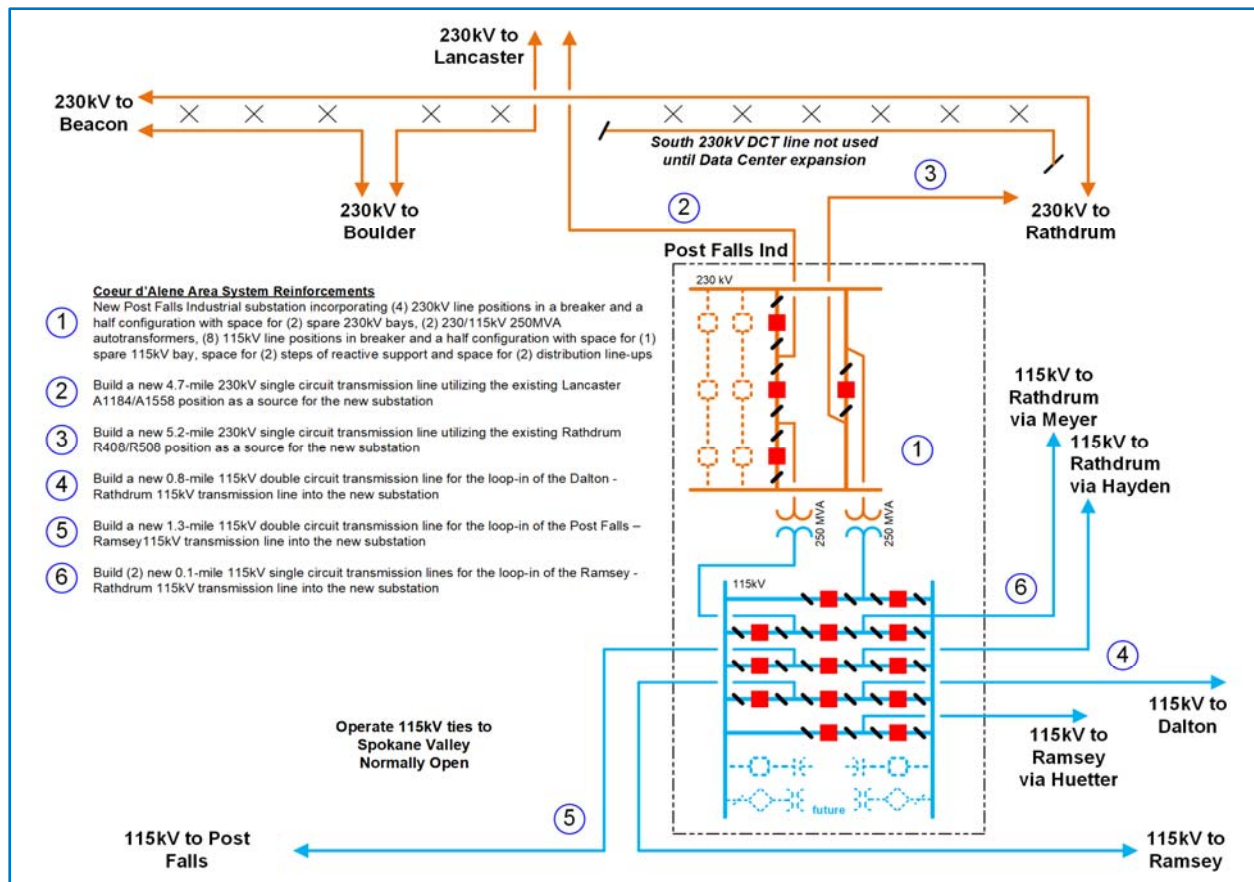 230kV to
Lancaster
230kV to
Beacon
South 230kV DCT line not used
until Data Center expansion
3
2
230kV to
Boulder
230kV to
Rathdrum
Post Falls Ind
230 kV
Coeur d'Alene Area System Reinforcements
1
New Post Falls Industrial substation incorporating (4) 230kV line positions in a breaker and a
half configuration with space for (2) spare 230kV bays, (2) 230/115kV 250MVA
autotransformers, (8) 115kV line positions in breaker and a half configuration with space for (1)
spare 115kV bay, space for (2) steps of reactive support and space for (2) distribution line-ups
2
Build a new 4.7-mile 230kV single circuit transmission line utilizing the existing Lancaster
A1184/A1558 position as a source for the new substation
3
Build a new 5.2-mile 230kV single circuit transmission line utilizing the existing Rathdrum
R408/R508 position as a source for the new substation
4
Build a new 0.8-mile 115kV double circuit transmission line for the loop-in of the Dalton -
Rathdrum 115kV transmission line into the new substation
5
Build a new 1.3-mile 115kV double circuit transmission line for the loop-in of the Post Falls –
Ramsey115kV transmission line into the new substation
6
Build (2) new 0.1-mile 115kV single circuit transmission lines for the loop-in of the Ramsey -
Rathdrum 115kV transmission line into the new substation
115kV to
Rathdrum
via Meyer
115kV to
Rathdrum
via Hayden
1
250 MVA
250 MVA
115kV
6
4
115kV to
Dalton
115kV to
Ramsey
via Huetter
Operate 115kV ties to
Spokane Valley
Normally Open
future
5
115kV to Post
Falls
115kV to
Ramsey